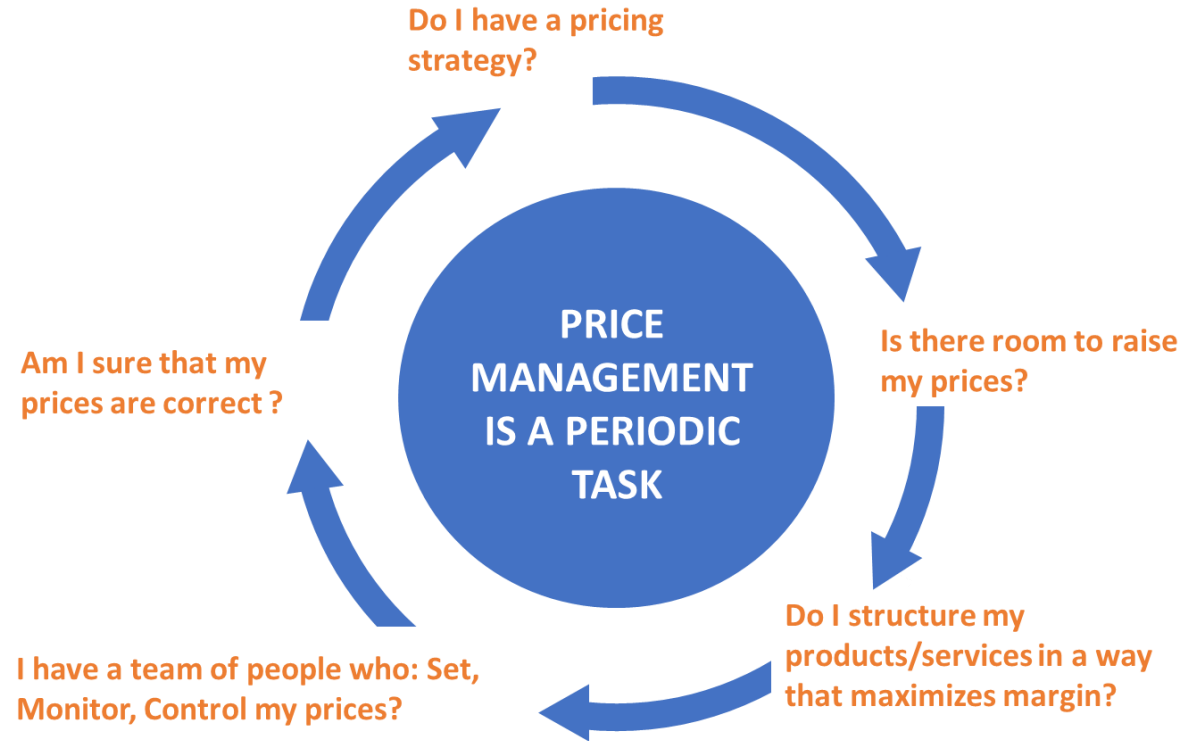 Do I have a pricing
strategy?
Is there room to raise
my prices?
Do I structure my
products/services in a way
that maximizes margin?
I have a team of people who: Set,
Monitor, Control my prices?
Am I sure that my
prices are correct ?
PRICE
MANAGEMENT
IS A PERIODIC
TASK